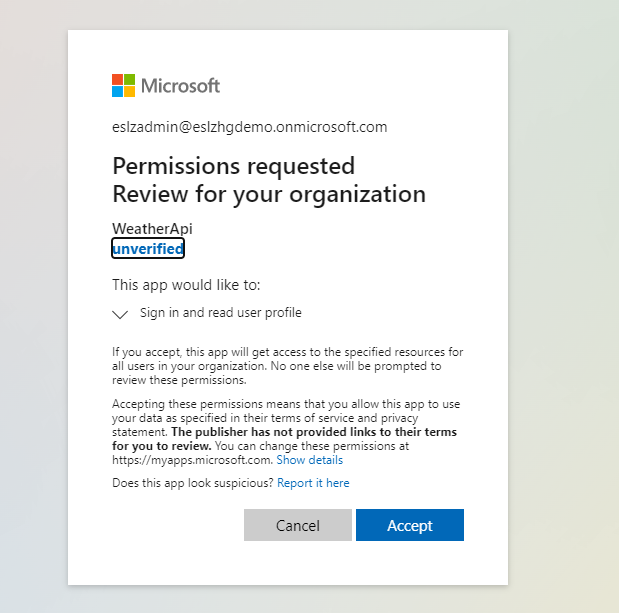 Microsoft
eslzadmin@eslzhgdemo.onmicrosoft.com
Permissions requested
Review for your organization
WeatherApi
unverified
This app would like to:
Sign in and read user profile
If you accept, this app will get access to the specified resources for
all users in your organization. No one else will be prompted to
review these permissions.
Accepting these permissions means that you allow this app to use
your data as specified in their terms of service and privacy
statement. The publisher has not provided links to their terms
for you to review. You can change these permissions at
https://myapps.microsoft.com. Show details
Does this app look suspicious? Report it here
Cancel Accept